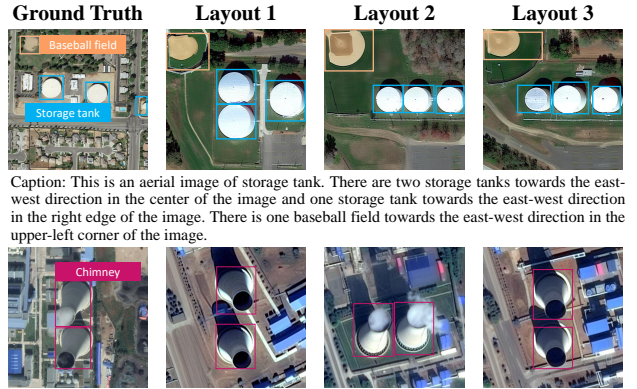 Ground Truth Layout 1 Layout 2 Layout 3
Baseball field
Storage tank
Caption: This is an aerial image of storage tank. There are two storage tanks towards the east-
west direction in the center of the image and one storage tank towards the east-west direction
in the right edge of the image. There is one baseball field towards the east-west direction in the
upper-left corner of the image.
Chimney